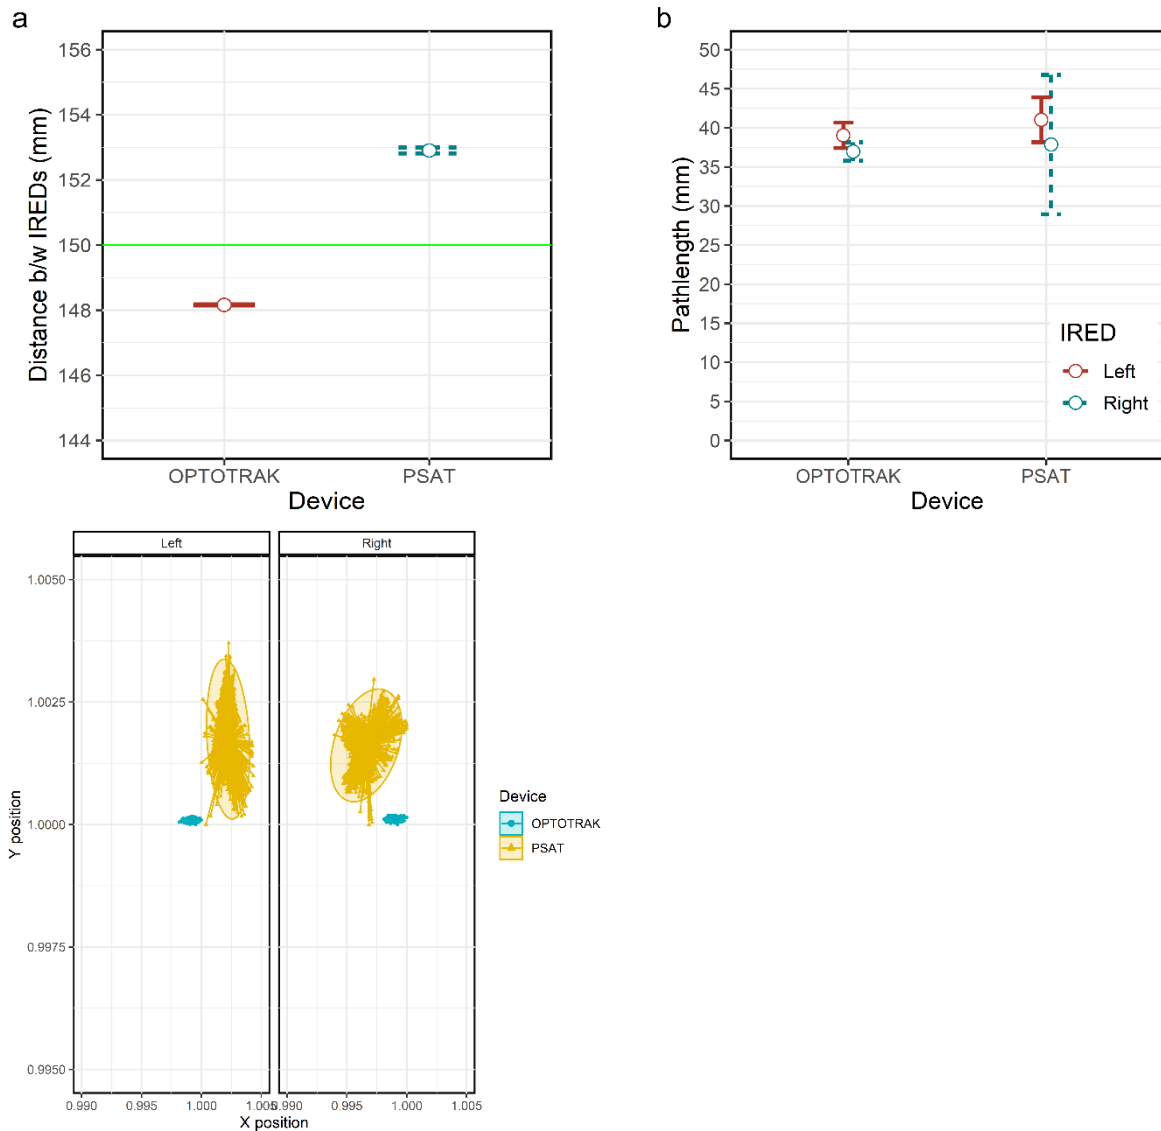 a
156
154
152
150
148
146
144
Distance b/w IREDs (mm)
OPTOTRAK PSAT
Device
b
50
45
40
35
30
25
20
15
10
5
0
Pathlength (mm)
IRED
Left
Right
OPTOTRAK PSAT
Device
Left Right
1.0050
1.0025
1.0000
0.9975
0.9950
Y position
0.990 0.995 1.000 1.005 0.990 0.995 1.000 1.005
X position
Device
OPTOTRAK
PSAT